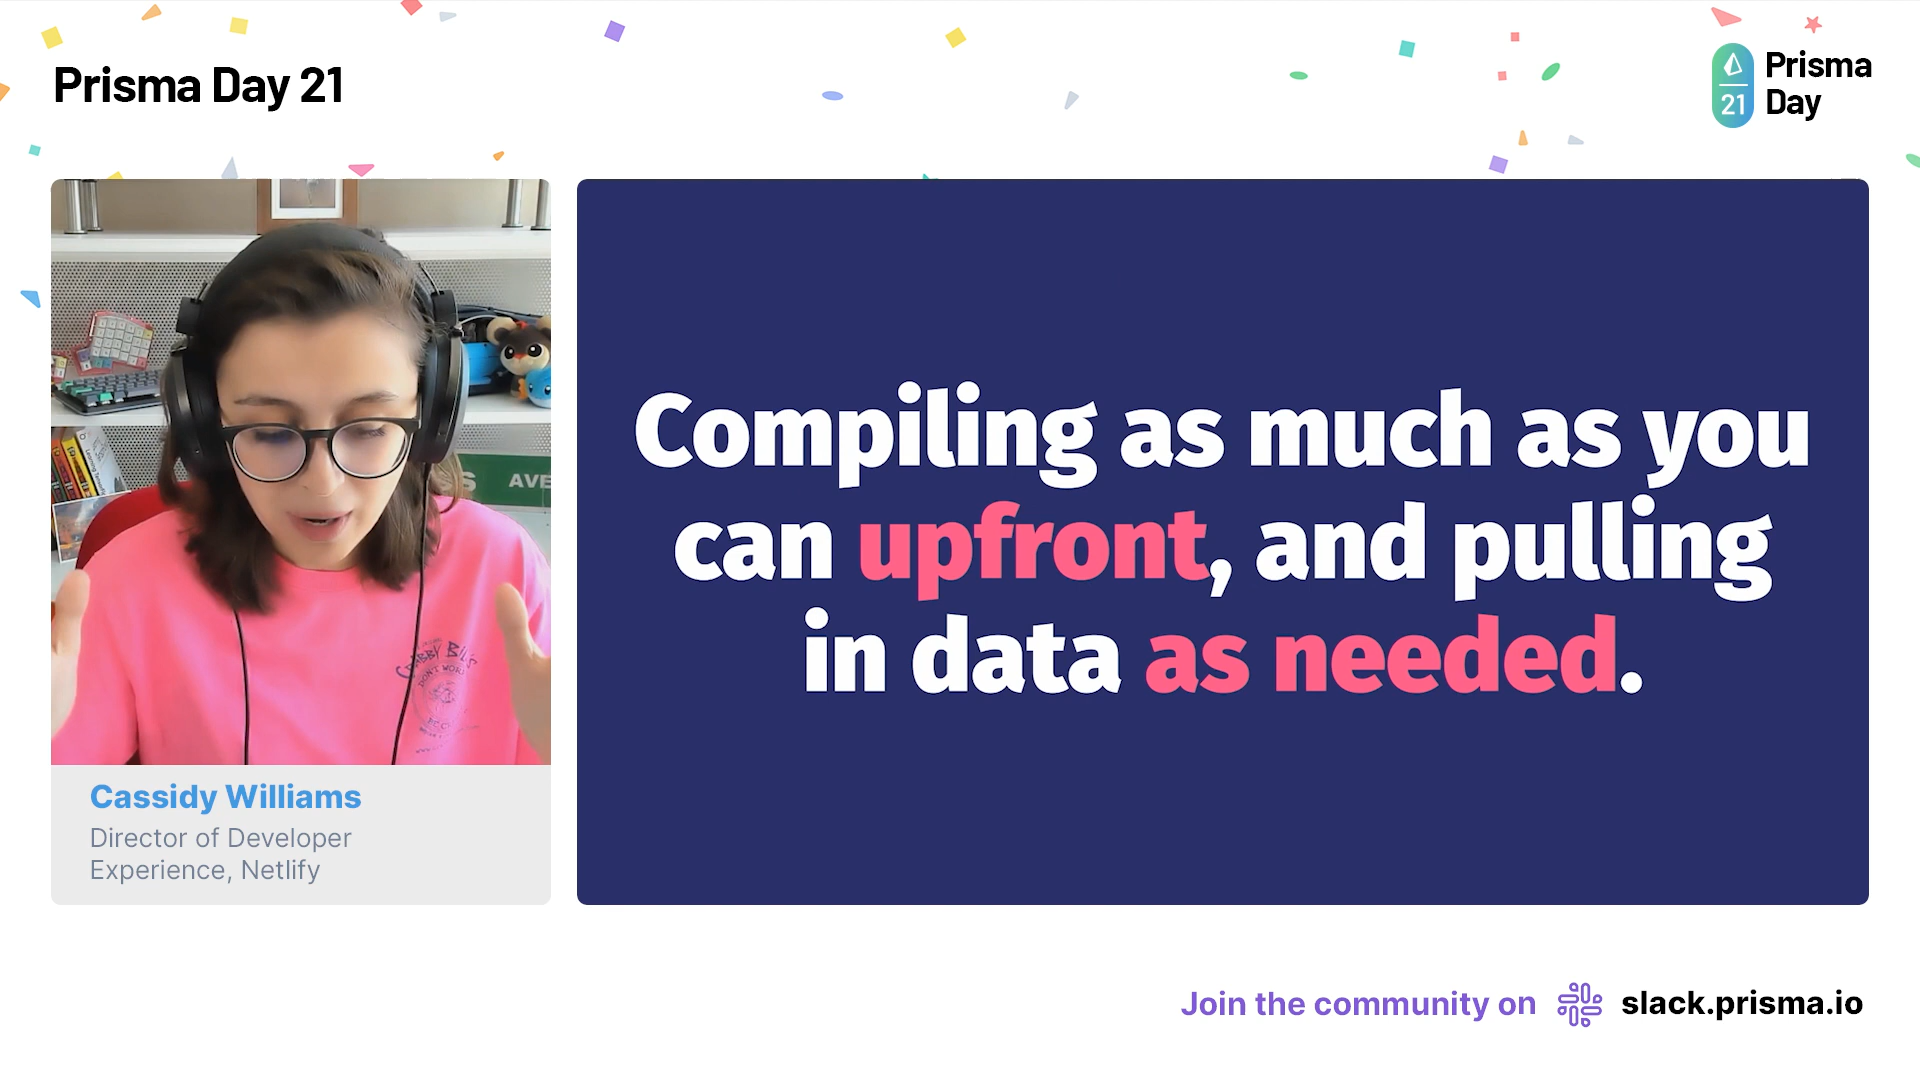 Prisma Day 21
Prisma
Day
21
AVE
Cassidy Williams
Director of Developer
Experience, Netlify
Compiling as much as you
can upfront, and pulling
in data as needed.
Join the community on slack.prisma.io